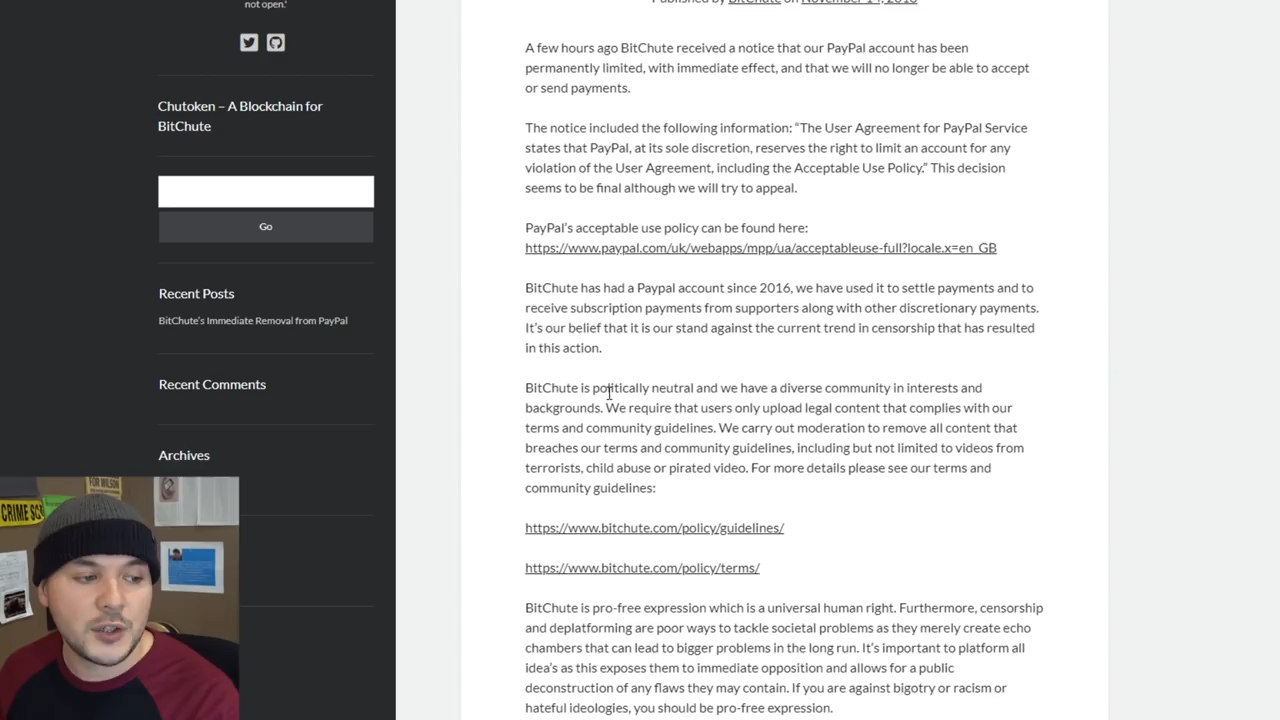 not open.'
Chutoken – A Blockchain for
BitChute
Go
Recent Posts
BitChute's Immediate Removal from PayPal
Recent Comments
Archives
Published by BitChute on November 14, 2018
A few hours ago BitChute received a notice that our PayPal account has been
permanently limited, with immediate effect, and that we will no longer be able to accept
or send payments.
The notice included the following information: “The User Agreement for PayPal Service
states that PayPal, at its sole discretion, reserves the right to limit an account for any
violation of the User Agreement, including the Acceptable Use Policy.” This decision
seems to be final although we will try to appeal.
PayPal’s acceptable use policy can be found here:
https://www.paypal.com/uk/webapps/mpp/ua/acceptableuse-full?locale.x=en_GB
BitChute has had a Paypal account since 2016, we have used it to settle payments and to
receive subscription payments from supporters along with other discretionary payments.
It’s our belief that it is our stand against the current trend in censorship that has resulted
in this action.
BitChute is politically neutral and we have a diverse community in interests and
backgrounds. We require that users only upload legal content that complies with our
terms and community guidelines. We carry out moderation to remove all content that
breaches our terms and community guidelines, including but not limited to videos from
terrorists, child abuse or pirated video. For more details please see our terms and
community guidelines:
https://www.bitchute.com/policy/guidelines/
https://www.bitchute.com/policy/terms/
BitChute is pro-free expression which is a universal human right. Furthermore, censorship
and deplatforming are poor ways to tackle societal problems as they merely create echo
chambers that can lead to bigger problems in the long run. It’s important to platform all
idea’s as this exposes them to immediate opposition and allows for a public
deconstruction of any flaws they may contain. If you are against bigotry or racism or
hateful ideologies, you should be pro-free expression.
FOR WILSON
CRIME SC